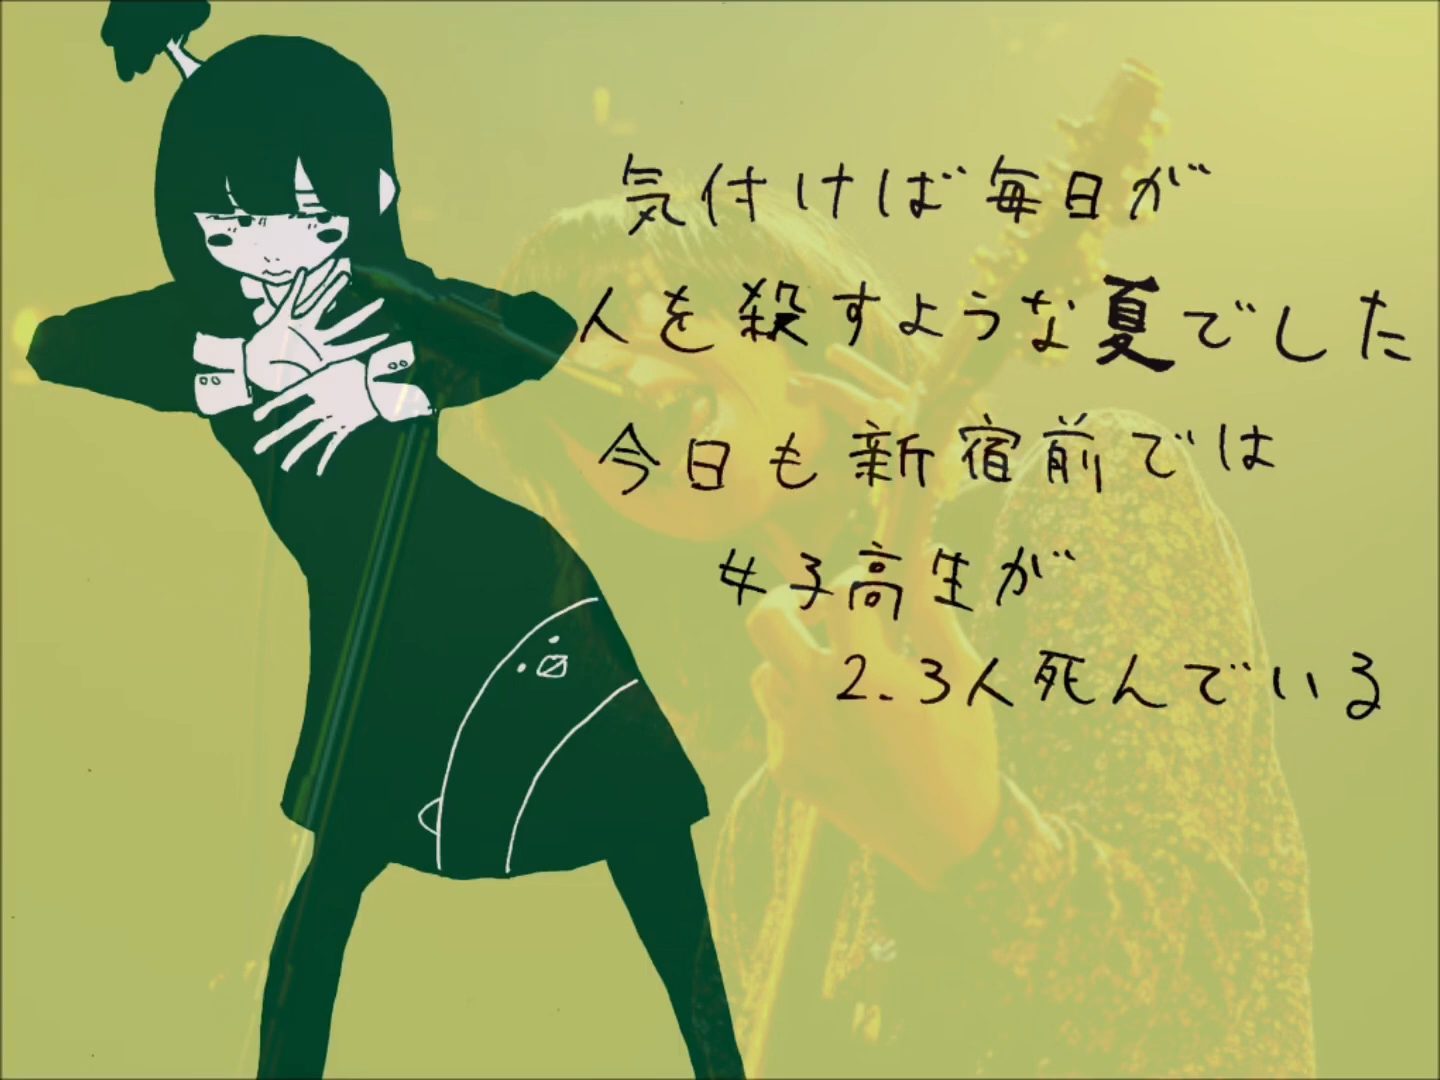 気付けば毎日が
人を殺すような夏でした
今日も新宿前では
女子高生が
2.3人死んでいる